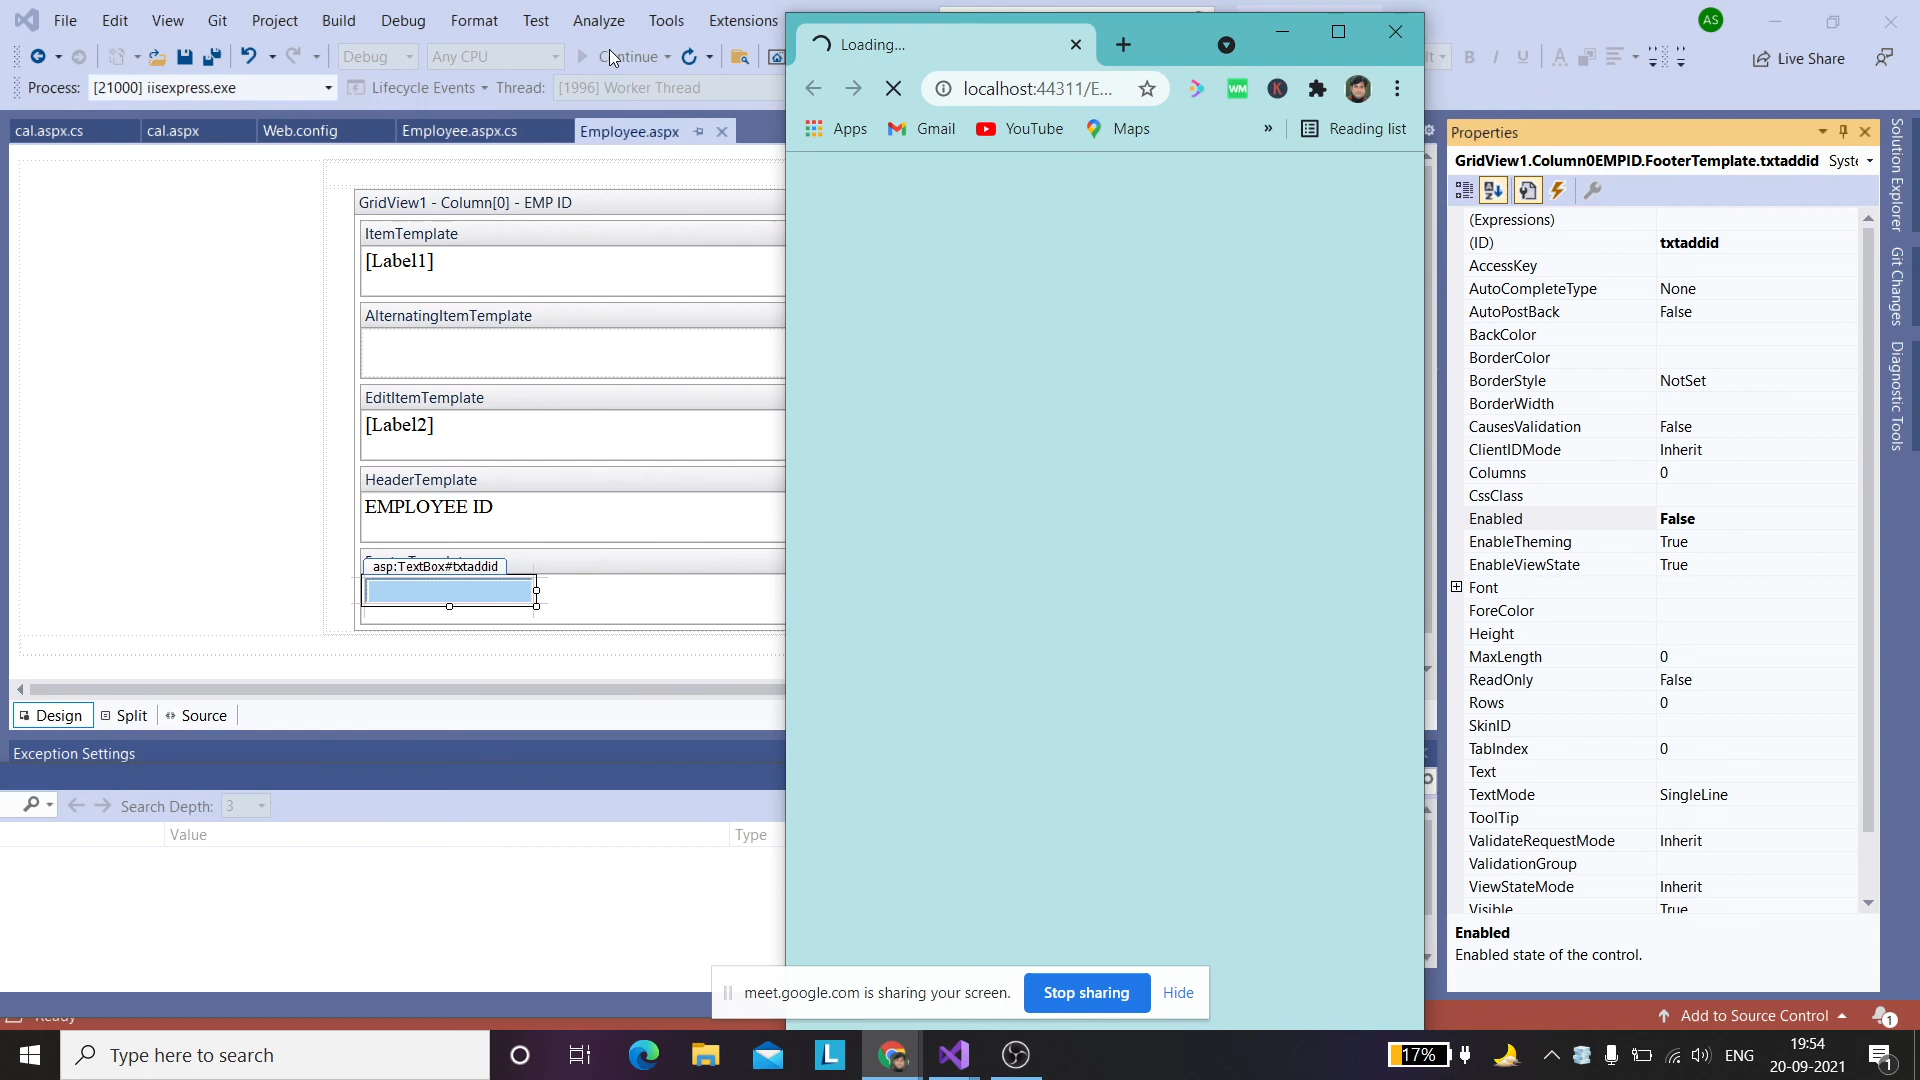 File Edit View Git Project Build Debug Format Test Analyze Tools Extensions
AS
Debug Any CPU Continue
B I U A Live Share
Process: [21000] iisexpress.exe Lifecycle Events Thread: [1996] Worker Thread
cal.aspx.cs cal.aspx Web.config Employee.aspx.cs Employee.aspx
GridView1 - Column[0] - EMP ID
ItemTemplate
[Label1]
AlternatingItemTemplate
EditItemTemplate
[Label2]
HeaderTemplate
EMPLOYEE ID
asp:TextBox#txtaddid
Design Split Source
Exception Settings
Search Depth: 3
Value Type
Ready
Loading...
localhost:44311/E...
WM K
Apps Gmail YouTube Maps » Reading list
meet.google.com is sharing your screen. Stop sharing Hide
Properties
GridView1.Column0EMPID.FooterTemplate.txtaddid Syste
(Expressions)
(ID) txtaddid
AccessKey
AutoCompleteType None
AutoPostBack False
BackColor
BorderColor
BorderStyle NotSet
BorderWidth
CausesValidation False
ClientIDMode Inherit
Columns 0
CssClass
Enabled False
EnableTheming True
EnableViewState True
Font
ForeColor
Height
MaxLength 0
ReadOnly False
Rows 0
SkinID
TabIndex 0
Text
TextMode SingleLine
ToolTip
ValidateRequestMode Inherit
ValidationGroup
ViewStateMode Inherit
Visible True
Enabled
Enabled state of the control.
Solution Explorer
Git Changes
Diagnostic Tools
Add to Source Control 1
Type here to search
L
17% ENG
19:54
20-09-2021
1